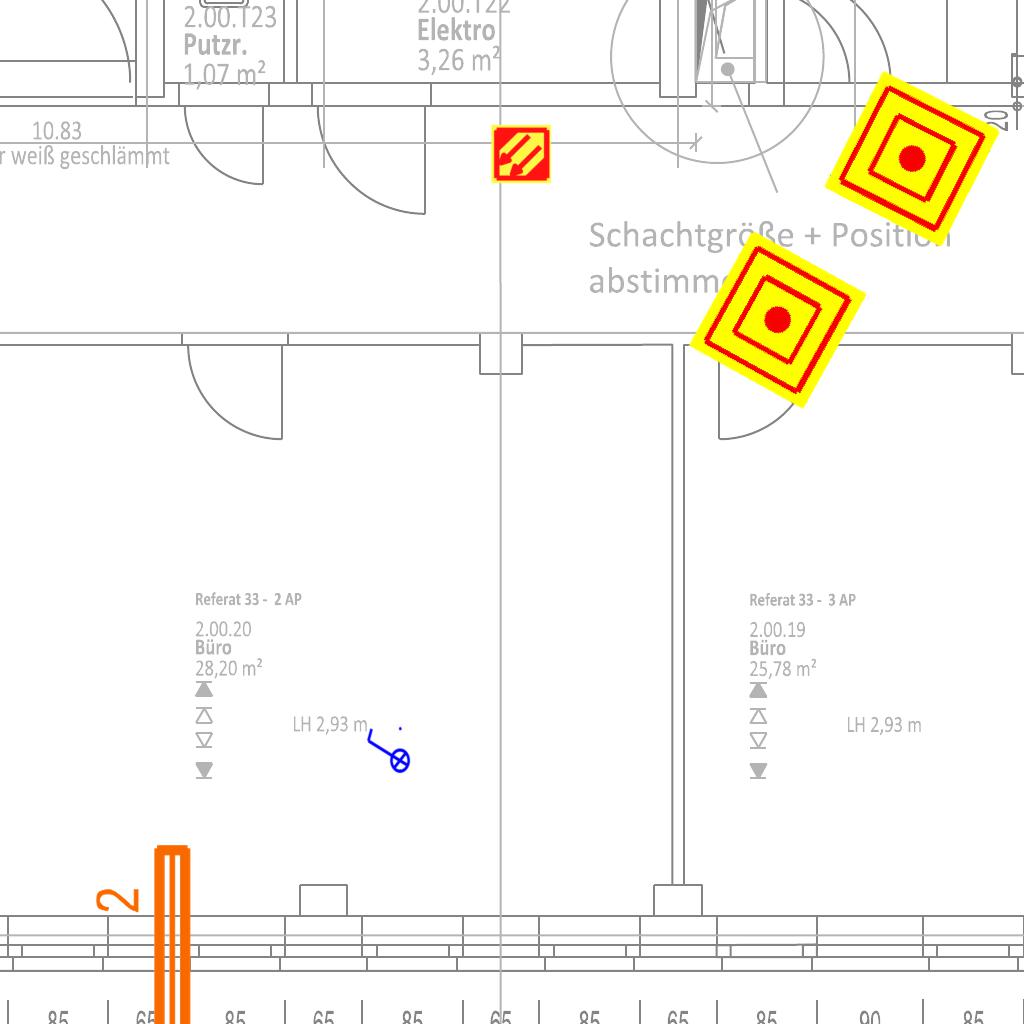 2.00.123
Putzr.
1,07 m²
2.00.122
Elektro
3,26 m²
20
10.83
r weiß geschlämmt
Schachtgröße + Position
abstimme
Referat 33 - 2 AP
2.00.20
Büro
28,20 m²
LH 2,93 m
Referat 33 - 3 AP
2.00.19
Büro
25,78 m²
LH 2,93 m
2
85 65 85 65 85 65 85 65 85 90 85